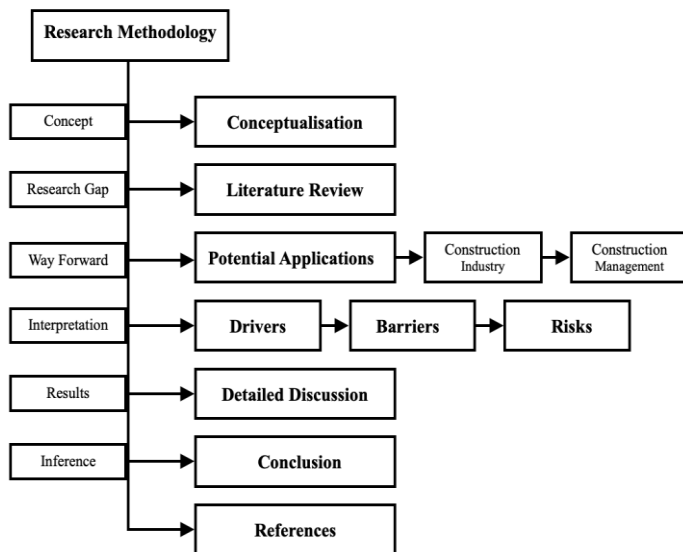 Research Methodology
Concept
Conceptualisation
Research Gap
Literature Review
Way Forward
Potential Applications
Construction
Industry
Construction
Management
Interpretation
Drivers
Barriers
Risks
Results
Detailed Discussion
Inference
Conclusion
References